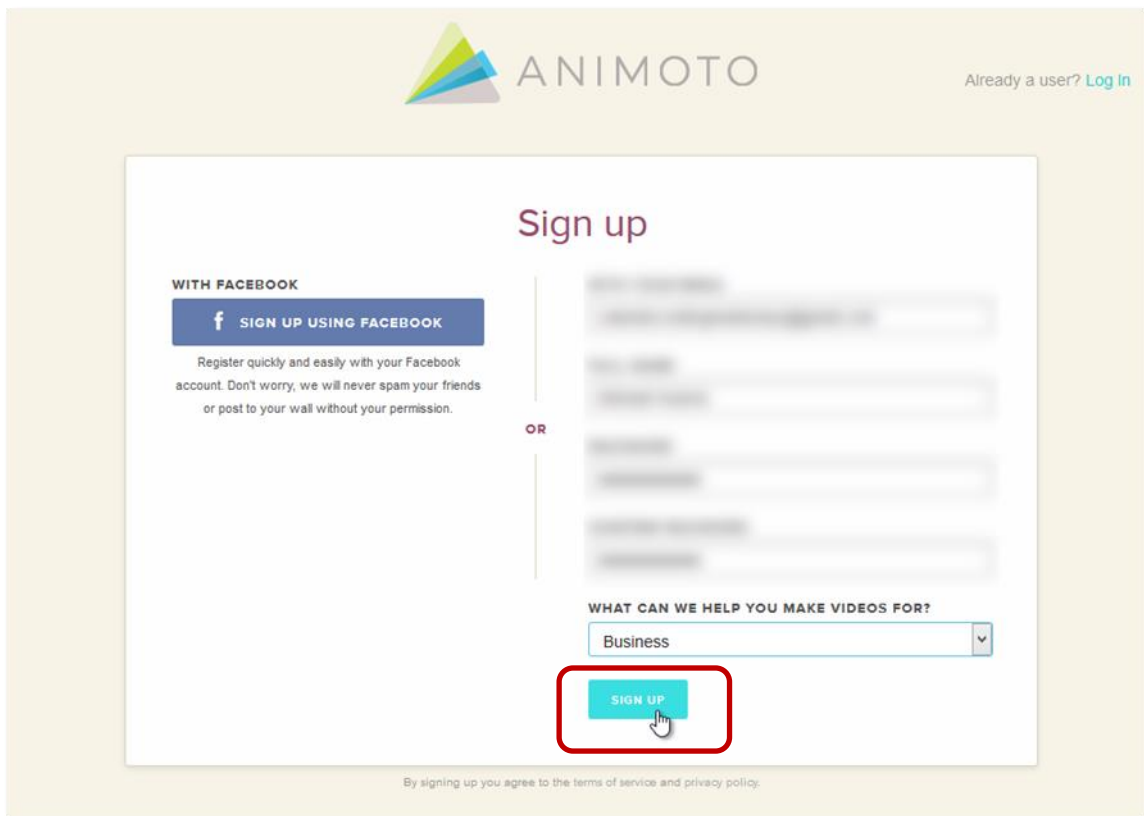 ANIMOTO
Already a user? Log In
Sign up
WITH FACEBOOK
f SIGN UP USING FACEBOOK
Register quickly and easily with your Facebook
account. Don't worry, we will never spam your friends
or post to your wall without your permission.
OR
WHAT CAN WE HELP YOU MAKE VIDEOS FOR?
Business
SIGN UP
By signing up you agree to the terms of service and privacy policy.